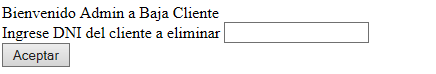 Bienvenido Admin a Baja Cliente
Ingrese DNI del cliente a eliminar
Aceptar